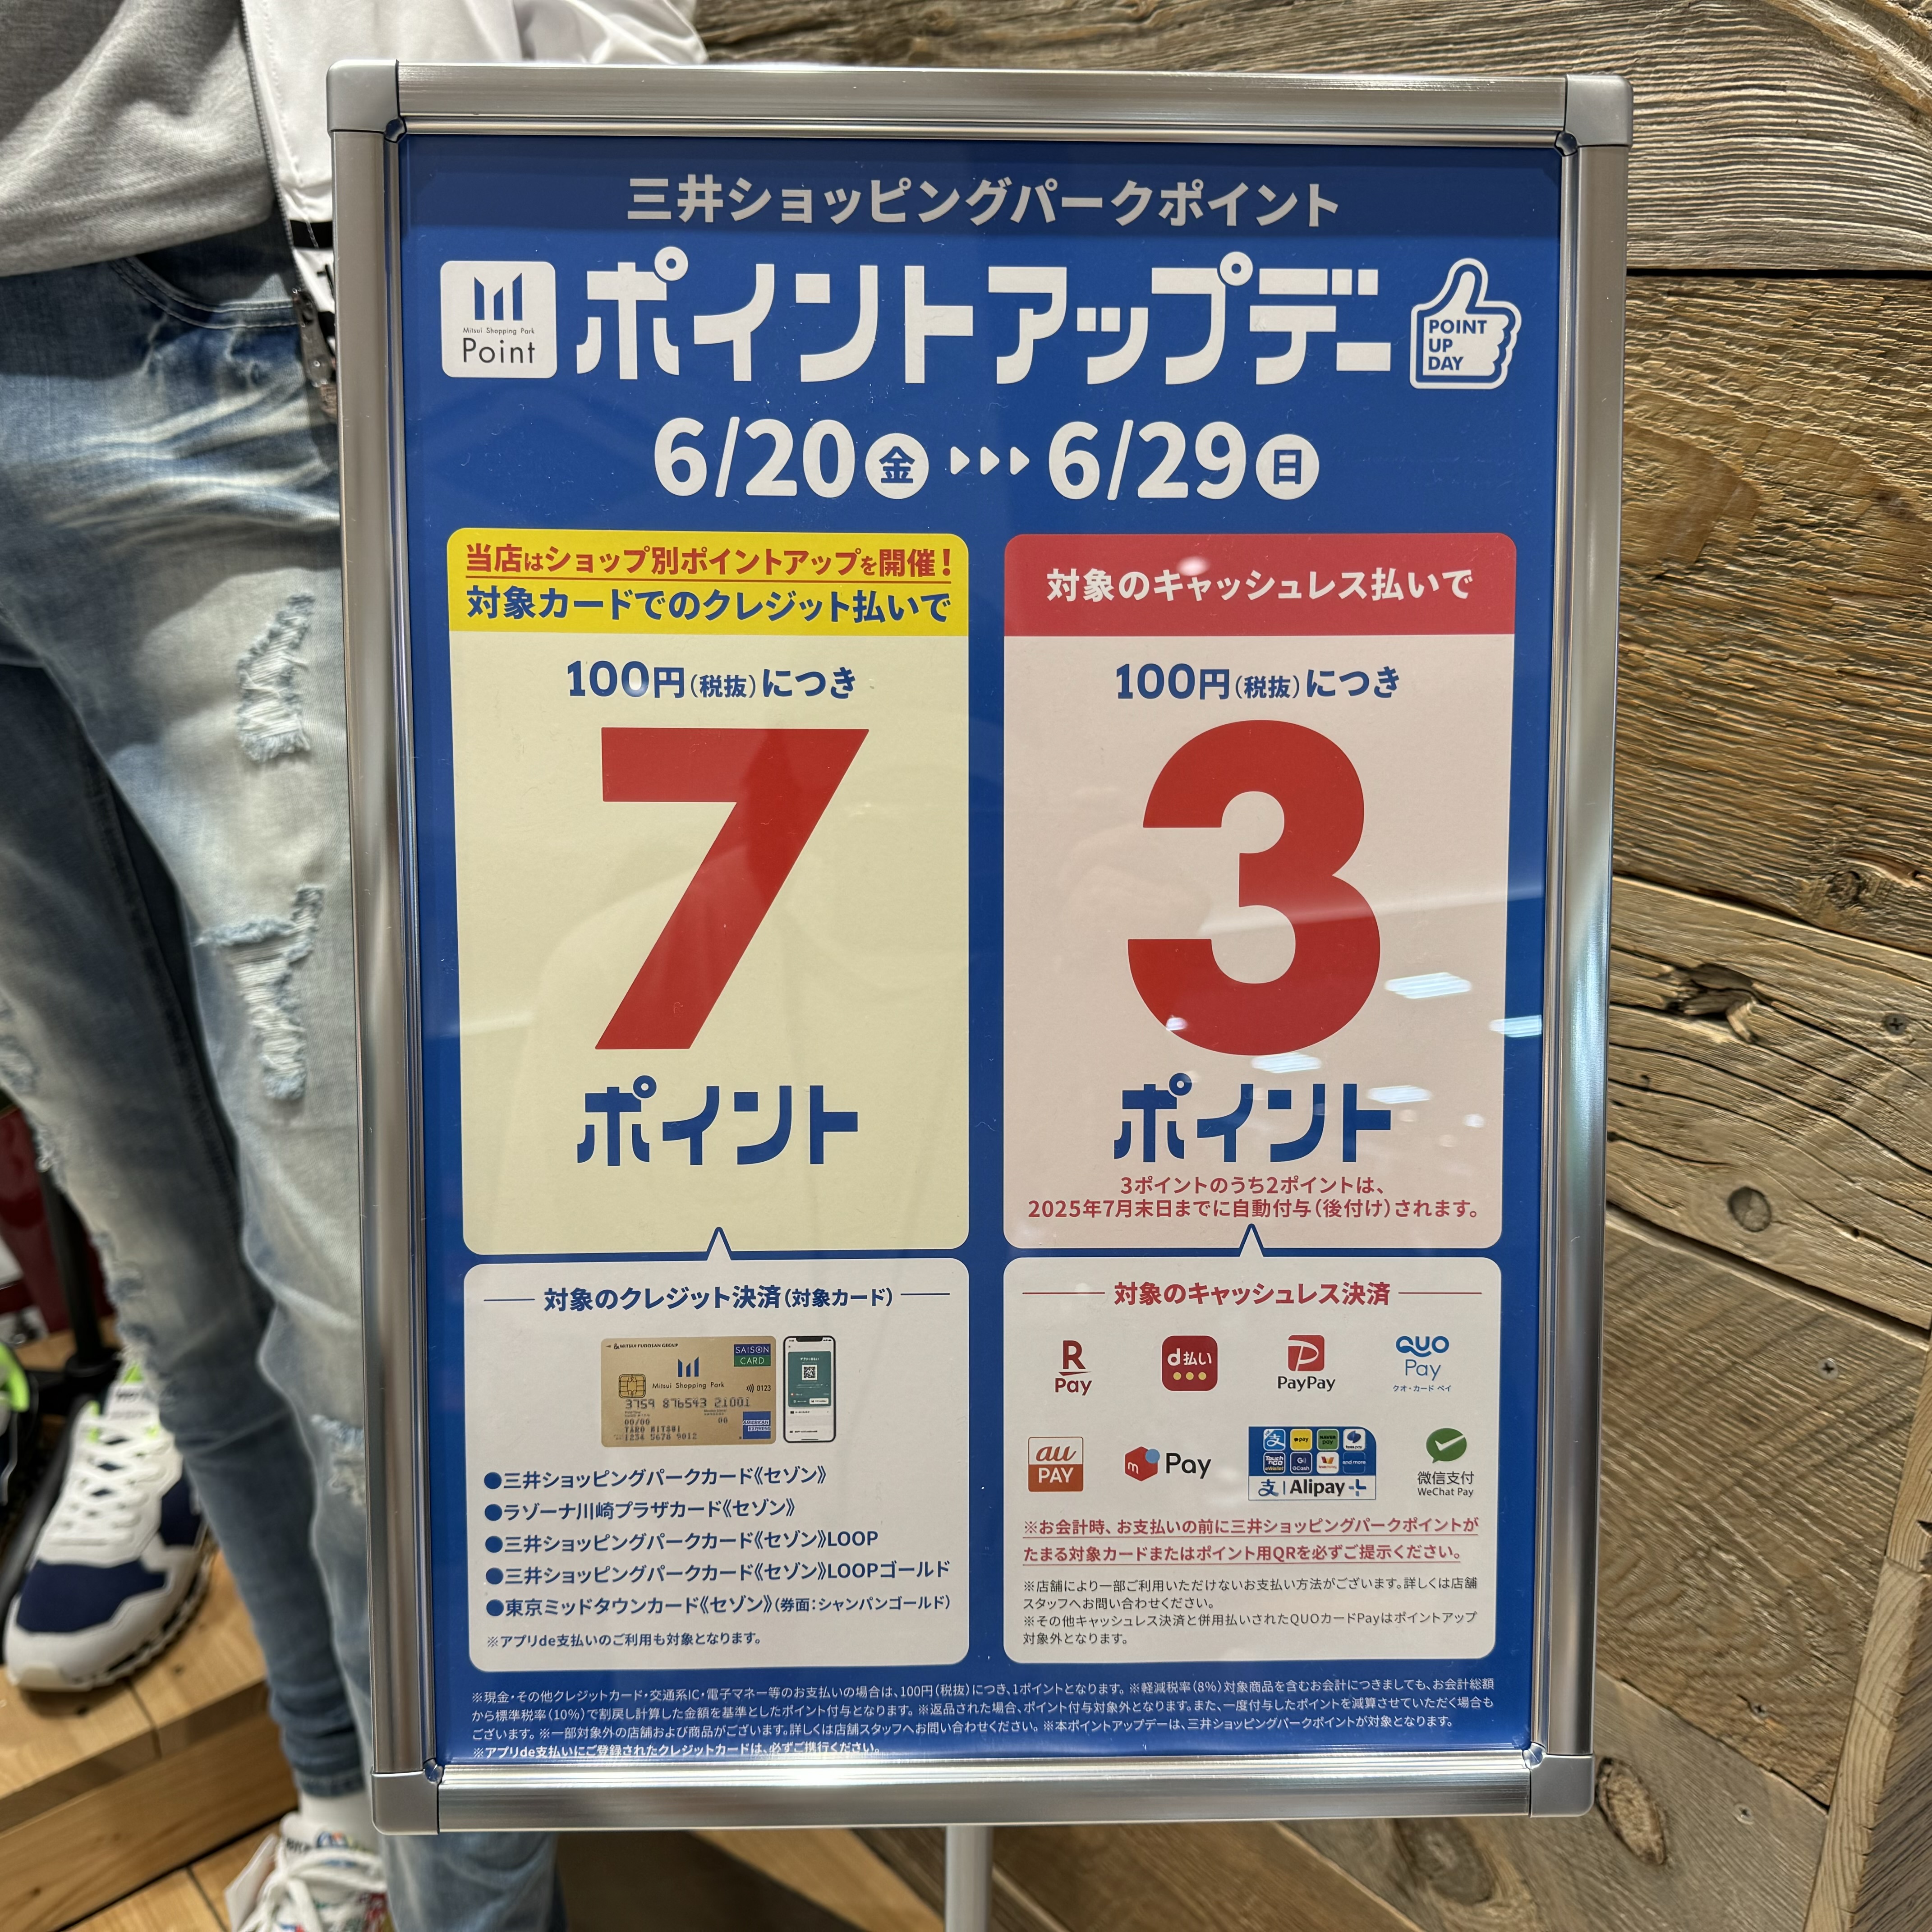 三井ショッピングパークポイント
Mitsui Shopping Park
Point
ポイントアップデー
POINT
UP
DAY
6/20金 6/29日
当店はショップ別ポイントアップを開催!
対象カードでのクレジット払いで
100円(税抜)につき
7
ポイント
対象のキャッシュレス払いで
100円(税抜)につき
3
ポイント
3ポイントのうち2ポイントは、
2025年7月末日までに自動付与(後付け)されます。
対象のクレジット決済(対象カード)
MITSUI FUDOSAN GROUP
SAISON
CARD
Mitsui Shopping Park
0123
3759 876543 21001
00/00
00
TARO MITSUI
1234 5678 9012
AMERICAN
EXPRESS
●三井ショッピングパークカード《セゾン》
●ラゾーナ川崎プラザカード《セゾン》
●三井ショッピングパークカード《セゾン》LOOP
●三井ショッピングパークカード《セゾン》LOOPゴールド
●東京ミッドタウンカード《セゾン》(券面:シャンパンゴールド)
※アプリde支払いのご利用も対象となります。
対象のキャッシュレス決済
R
Pay
d払い
PayPay
QUO
Pay
クオ・カード ペイ
au
PAY
m Pay
支 Alipay+
微信支付
WeChat Pay
※お会計時、お支払いの前に三井ショッピングパークポイントが
たまる対象カードまたはポイント用QRを必ずご提示ください。
※店舗により一部ご利用いただけないお支払い方法がございます。詳しくは店舗
スタッフへお問い合わせください。
※その他キャッシュレス決済と併用払いされたQUOカードPayはポイントアップ
対象外となります。
※現金・その他クレジットカード・交通系IC・電子マネー等のお支払いの場合は、100円(税抜)につき、1ポイントとなります。※軽減税率(8%)対象商品を含むお会計につきましても、お会計総額
から標準税率(10%)で割戻し計算した金額を基準としたポイント付与となります。※返品された場合、ポイント付与対象外となります。また、一度付与したポイントを減算させていただく場合も
ございます。※一部対象外の店舗および商品がございます。詳しくは店舗スタッフへお問い合わせください。※本ポイントアップデーは、三井ショッピングパークポイントが対象となります。
※アプリde支払いにご登録されたクレジットカードは、必ずご携行ください。